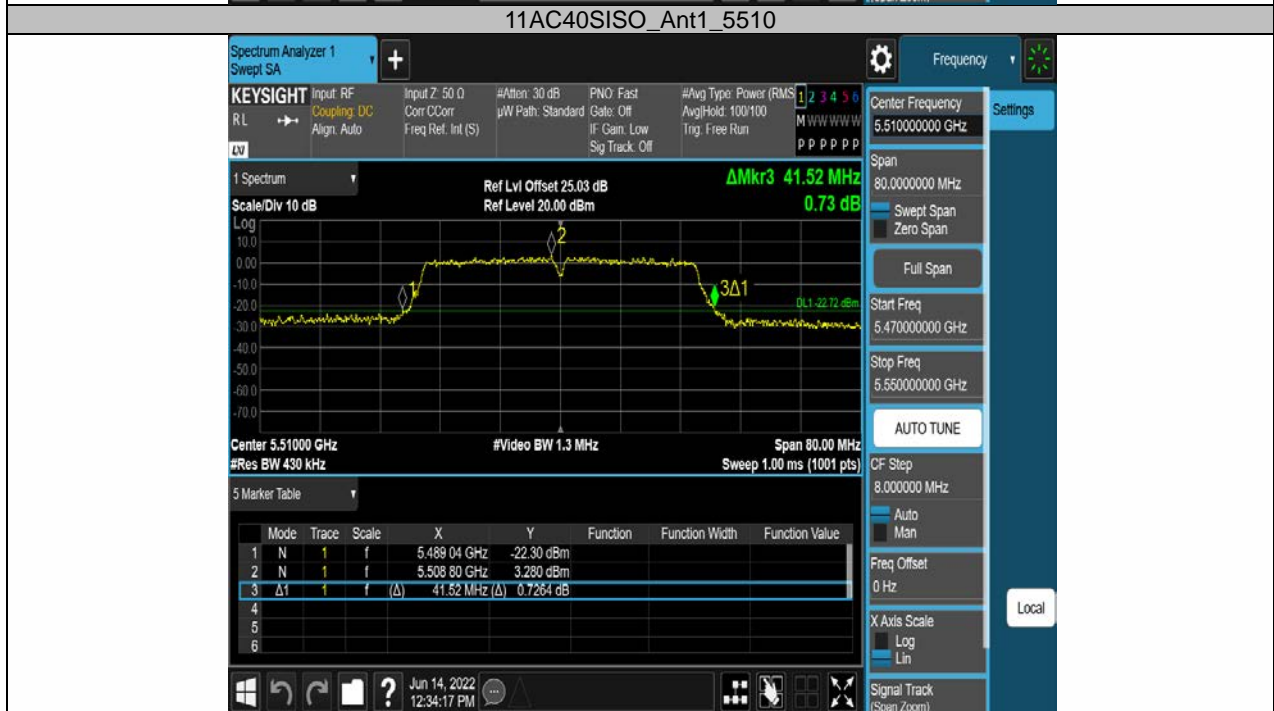 11AC40SISO_Ant1_5510
Spectrum Analyzer 1
Swept SA
Frequency
KEYSIGHT
RL
LXI
Input: RF
Coupling: DC
Align: Auto
Input Z: 50 Ω
Corr CCorr
Freq Ref: Int (S)
#Atten: 30 dB
µW Path: Standard
PNO: Fast
Gate: Off
IF Gain: Low
Sig Track: Off
#Avg Type: Power (RMS
Avg|Hold: 100/100
Trig: Free Run
1 2 3 4 5 6
M W W W W W
P P P P P P
Settings
Center Frequency
5.510000000 GHz
Span
80.0000000 MHz
Swept Span
Zero Span
Full Span
Start Freq
5.470000000 GHz
Stop Freq
5.550000000 GHz
AUTO TUNE
CF Step
8.000000 MHz
Auto
Man
Freq Offset
0 Hz
X Axis Scale
Log
Lin
Signal Track
(Span Zoom)
Local
1 Spectrum
Scale/Div 10 dB
Ref Lvl Offset 25.03 dB
Ref Level 20.00 dBm
ΔMkr3 41.52 MHz
0.73 dB
Log
10.0
0.00
-10.0
-20.0
-30.0
-40.0
-50.0
-60.0
-70.0
1
2
3Δ1
DL1 -22.72 dBm
Center 5.51000 GHz
#Video BW 1.3 MHz
Span 80.00 MHz
#Res BW 430 kHz
Sweep 1.00 ms (1001 pts)
5 Marker Table
Mode Trace Scale X Y Function Function Width Function Value
1 N 1 f 5.489 04 GHz -22.30 dBm
2 N 1 f 5.508 80 GHz 3.280 dBm
3 Δ1 1 f (Δ) 41.52 MHz (Δ) 0.7264 dB
4
5
6
?
Jun 14, 2022
12:34:17 PM